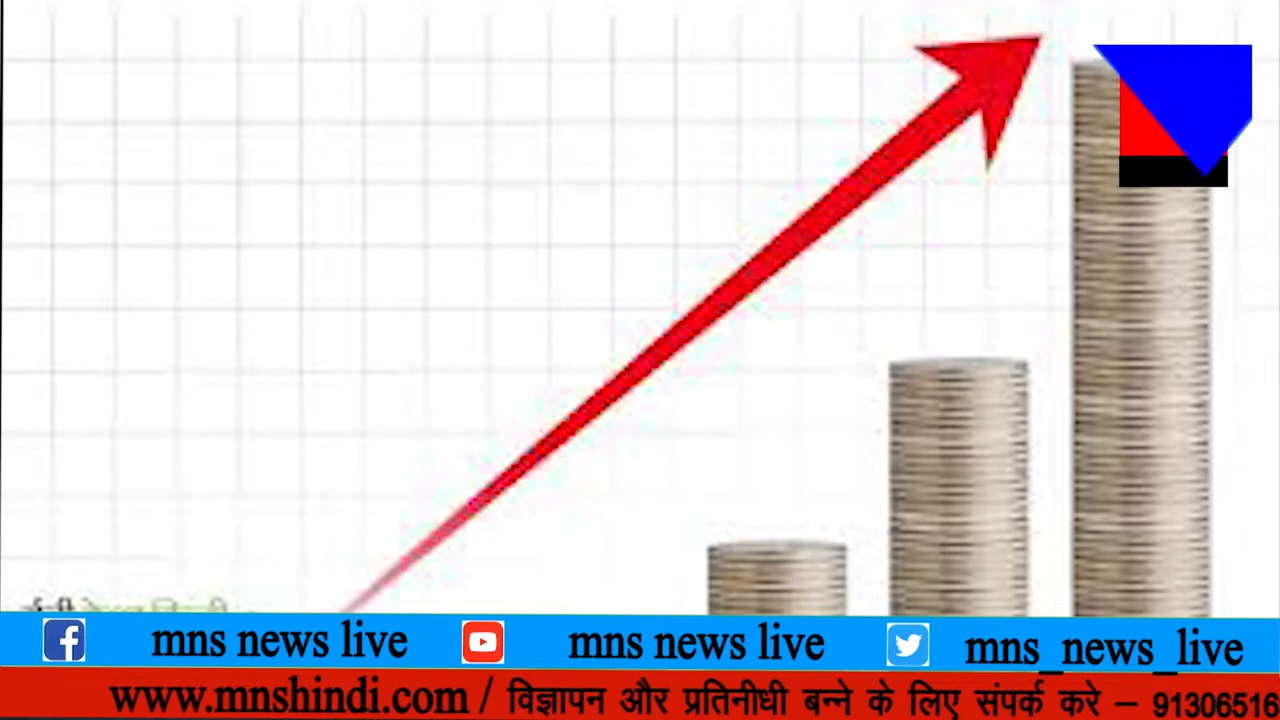 mns news live mns news live mns_news_live
www.mnshindi.com / विज्ञापन और प्रतिनीधी बन्ने के लिए संपर्क करे – 91306516